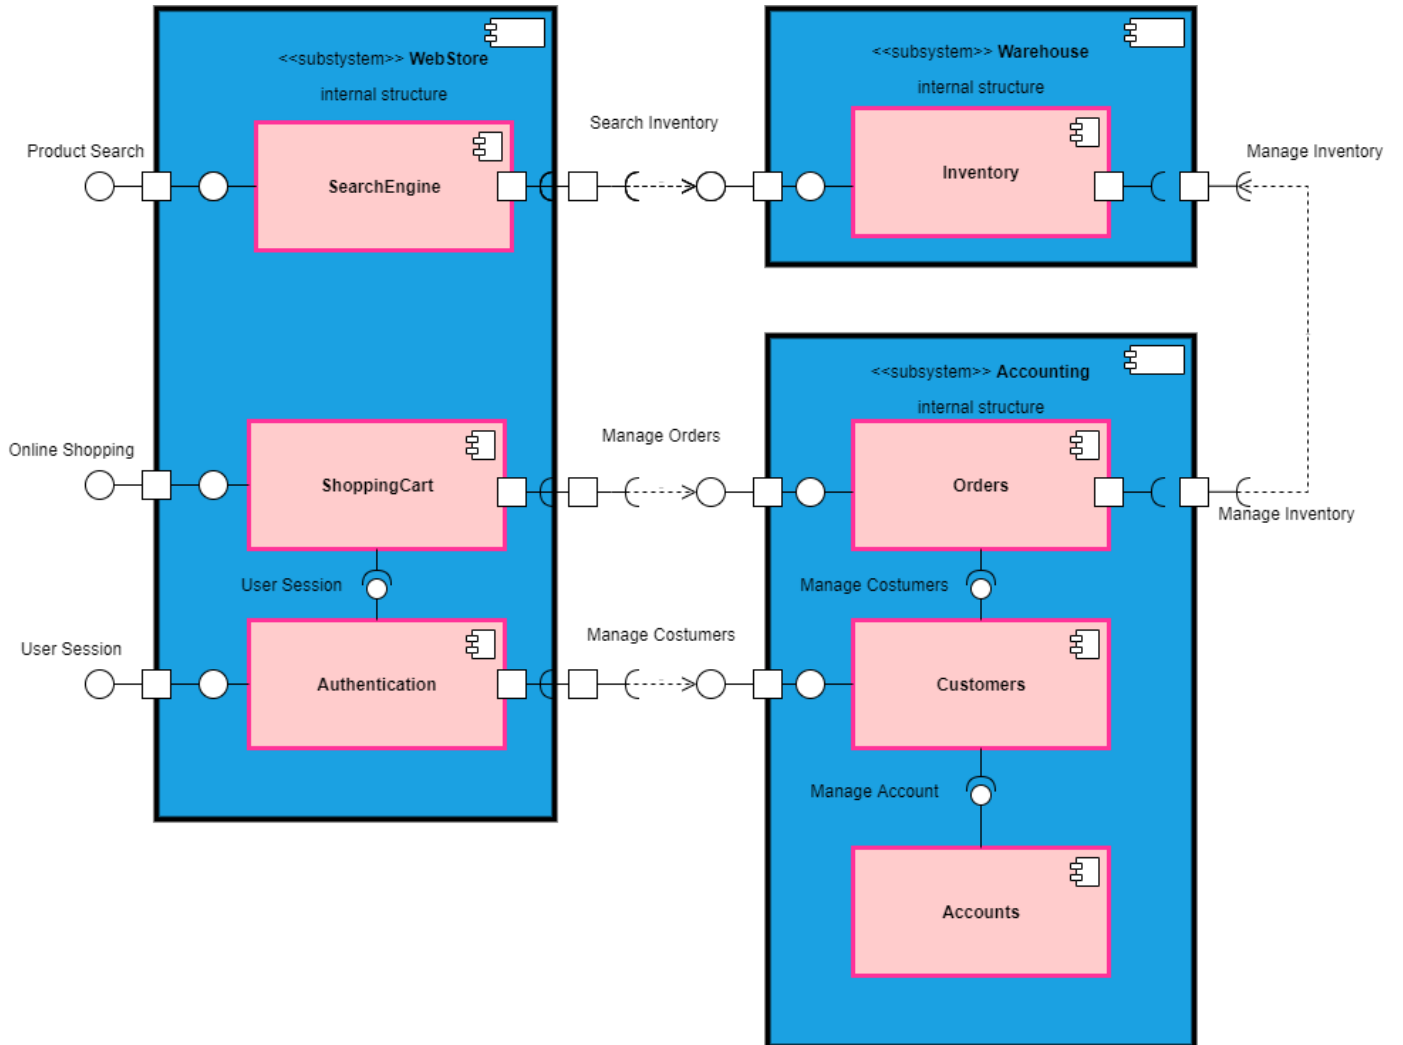 <<substystem>> WebStore
internal structure
Product Search
SearchEngine
Search Inventory
<<subsystem>> Warehouse
internal structure
Inventory
Manage Inventory
Online Shopping
ShoppingCart
Manage Orders
<<subsystem>> Accounting
internal structure
Orders
Manage Inventory
User Session
Manage Costumers
User Session
Authentication
Manage Costumers
Customers
Manage Account
Accounts